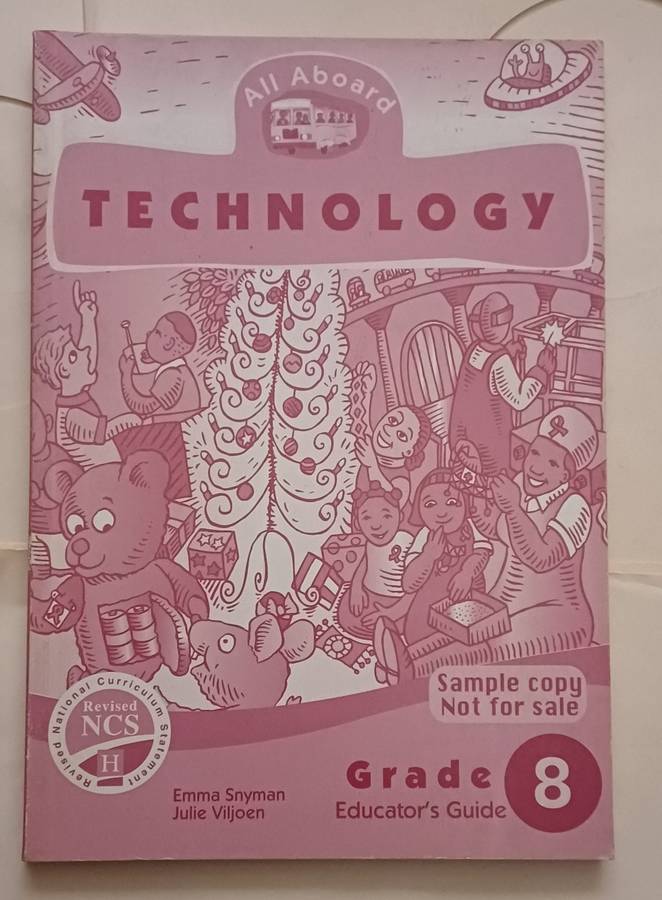 All Aboard
TECHNOLOGY
Sample copy
Not for sale
Revised National Curriculum Statement
Revised
NCS
H
Grade 8
Emma Snyman
Julie Viljoen
Educator's Guide